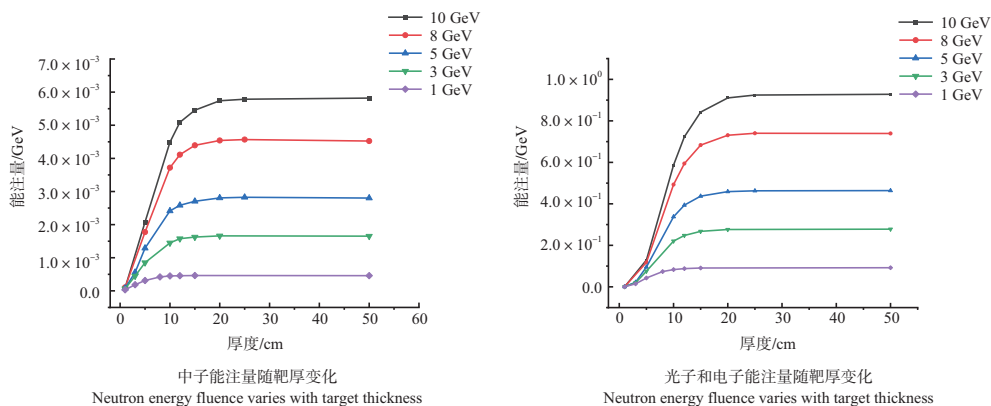 10 GeV
8 GeV
5 GeV
3 GeV
1 GeV
7.0 × 10⁻³
6.0 × 10⁻³
5.0 × 10⁻³
4.0 × 10⁻³
3.0 × 10⁻³
2.0 × 10⁻³
1.0 × 10⁻³
0.0
能注量/GeV
0 10 20 30 40 50 60
厚度/cm
中子能注量随靶厚变化
Neutron energy fluence varies with target thickness
10 GeV
8 GeV
5 GeV
3 GeV
1 GeV
1.0 × 10⁰
8.0 × 10⁻¹
6.0 × 10⁻¹
4.0 × 10⁻¹
2.0 × 10⁻¹
0.0
能注量/GeV
0 10 20 30 40 50
厚度/cm
光子和电子能注量随靶厚变化
Neutron energy fluence varies with target thickness